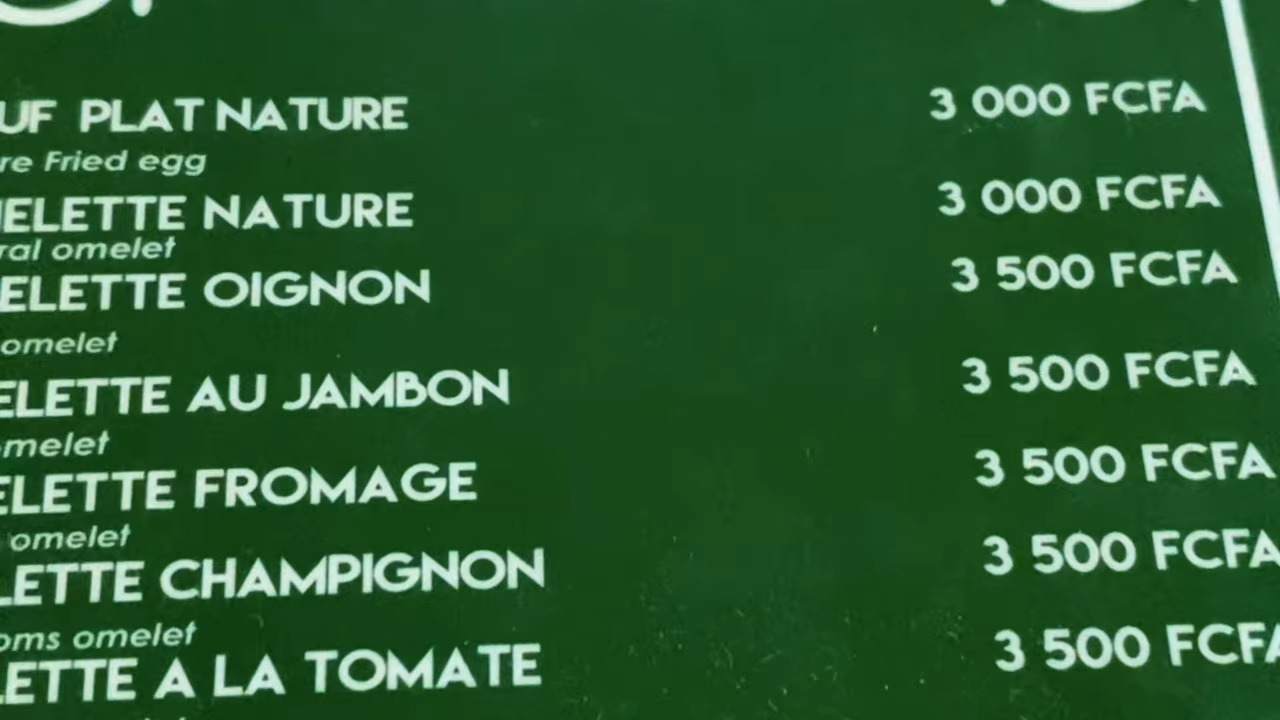 UF PLAT NATURE 3 000 FCFA
re Fried egg
ELETTE NATURE 3 000 FCFA
ral omelet
ELETTE OIGNON 3 500 FCFA
omelet
ELETTE AU JAMBON 3 500 FCFA
melet
ELETTE FROMAGE 3 500 FCFA
omelet
LETTE CHAMPIGNON 3 500 FCFA
oms omelet
LETTE A LA TOMATE 3 500 FCFA